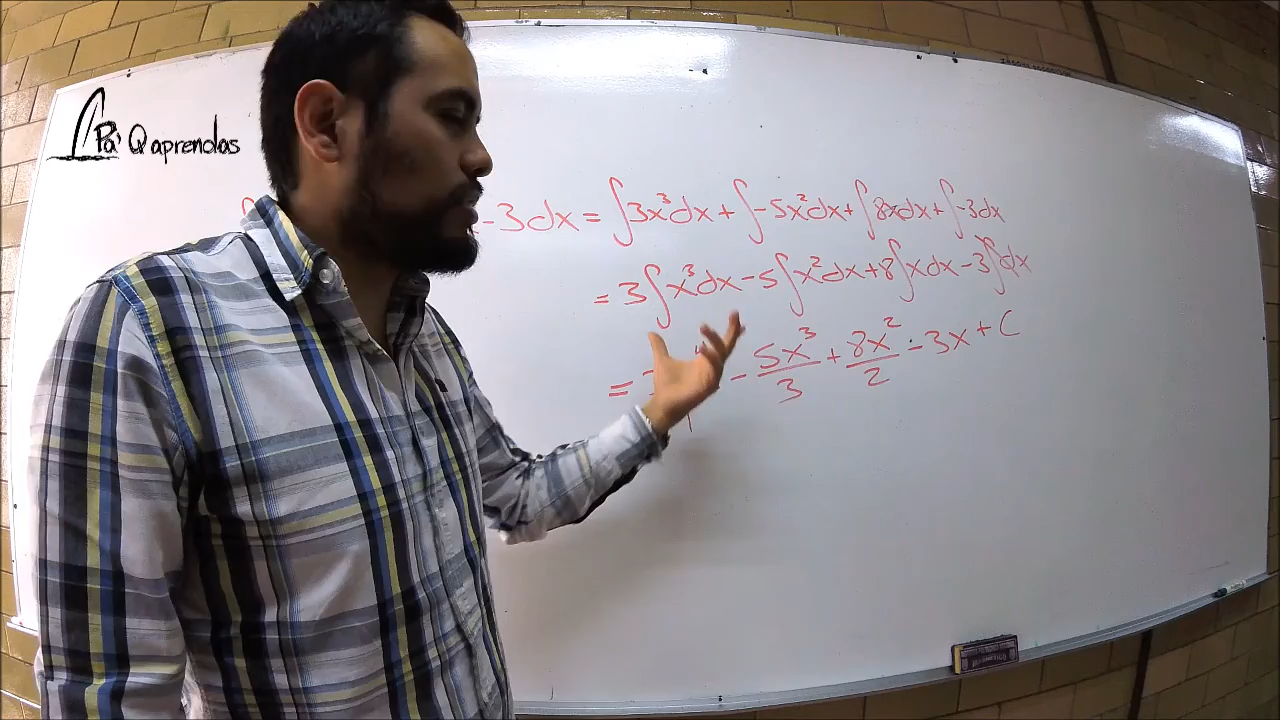 Pa' Q aprendas
∫ - 3dx = ∫3x³dx + ∫-5x²dx + ∫8xdx + ∫-3dx
= 3∫x³dx - 5∫x²dx + 8∫xdx - 3∫dx
= - 5x³/3 + 8x²/2 - 3x + C